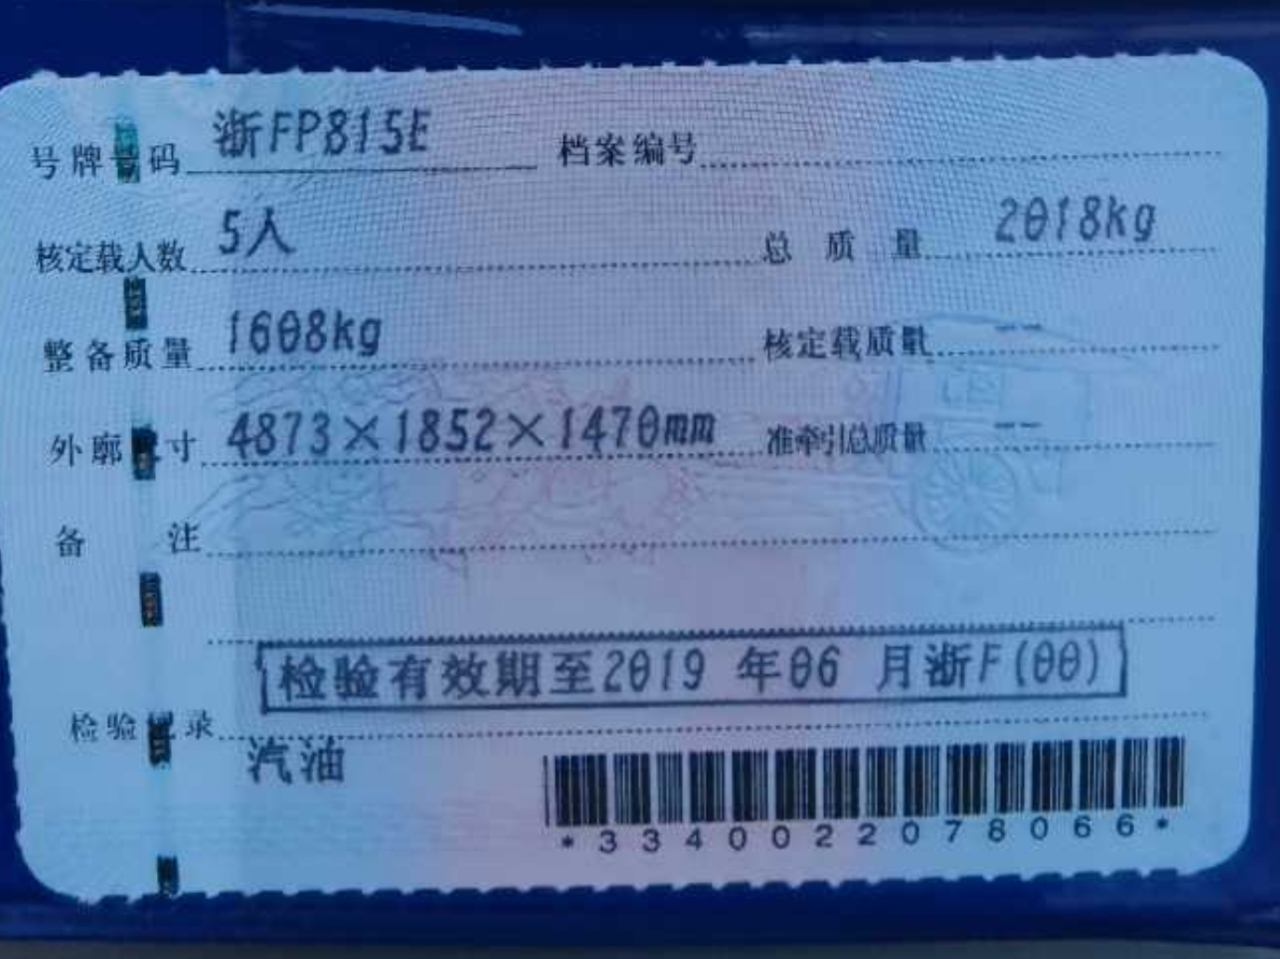 号牌号码 浙FP815E 档案编号
核定载人数 5人 总质量 2018kg
整备质量 1608kg 核定载质量 --
外廓尺寸 4873×1852×1470mm 准牵引总质量 --
备注
检验有效期至2019年06月浙F(00)
检验记录
汽油
*3340022078066*